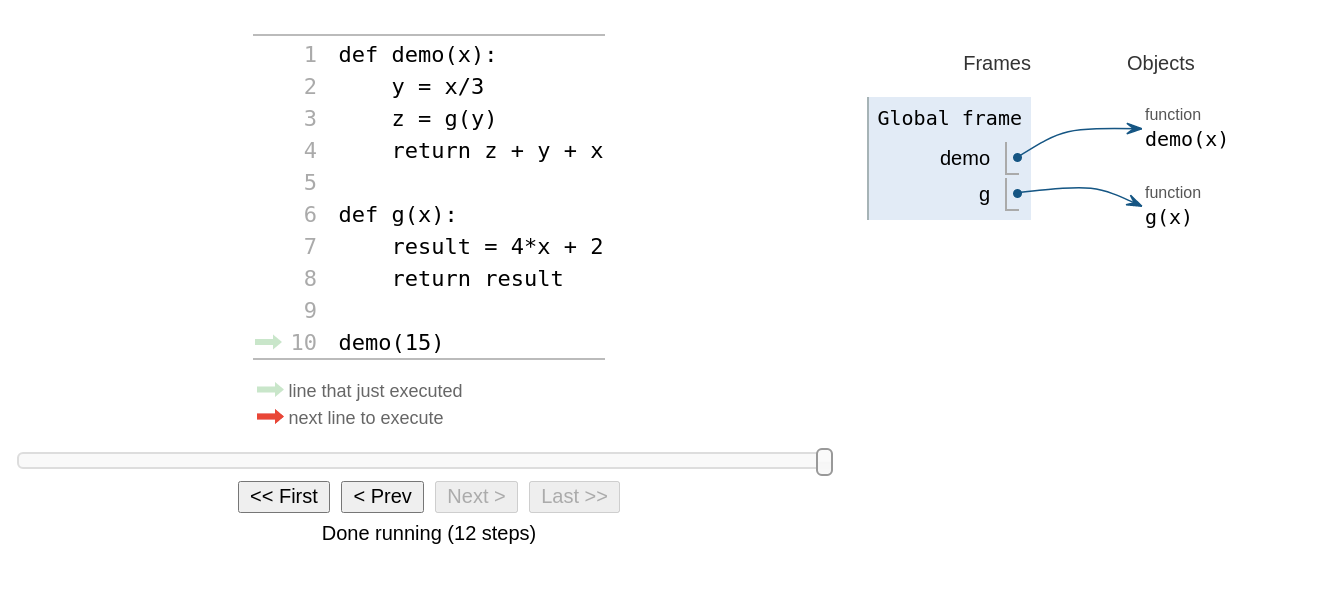 1 def demo(x):
2     y = x/3
3     z = g(y)
4     return z + y + x
5
6 def g(x):
7     result = 4*x + 2
8     return result
9
10 demo(15)
line that just executed
next line to execute
<< First < Prev Next > Last >>
Done running (12 steps)
Frames Objects
Global frame
demo
g
function
demo(x)
function
g(x)